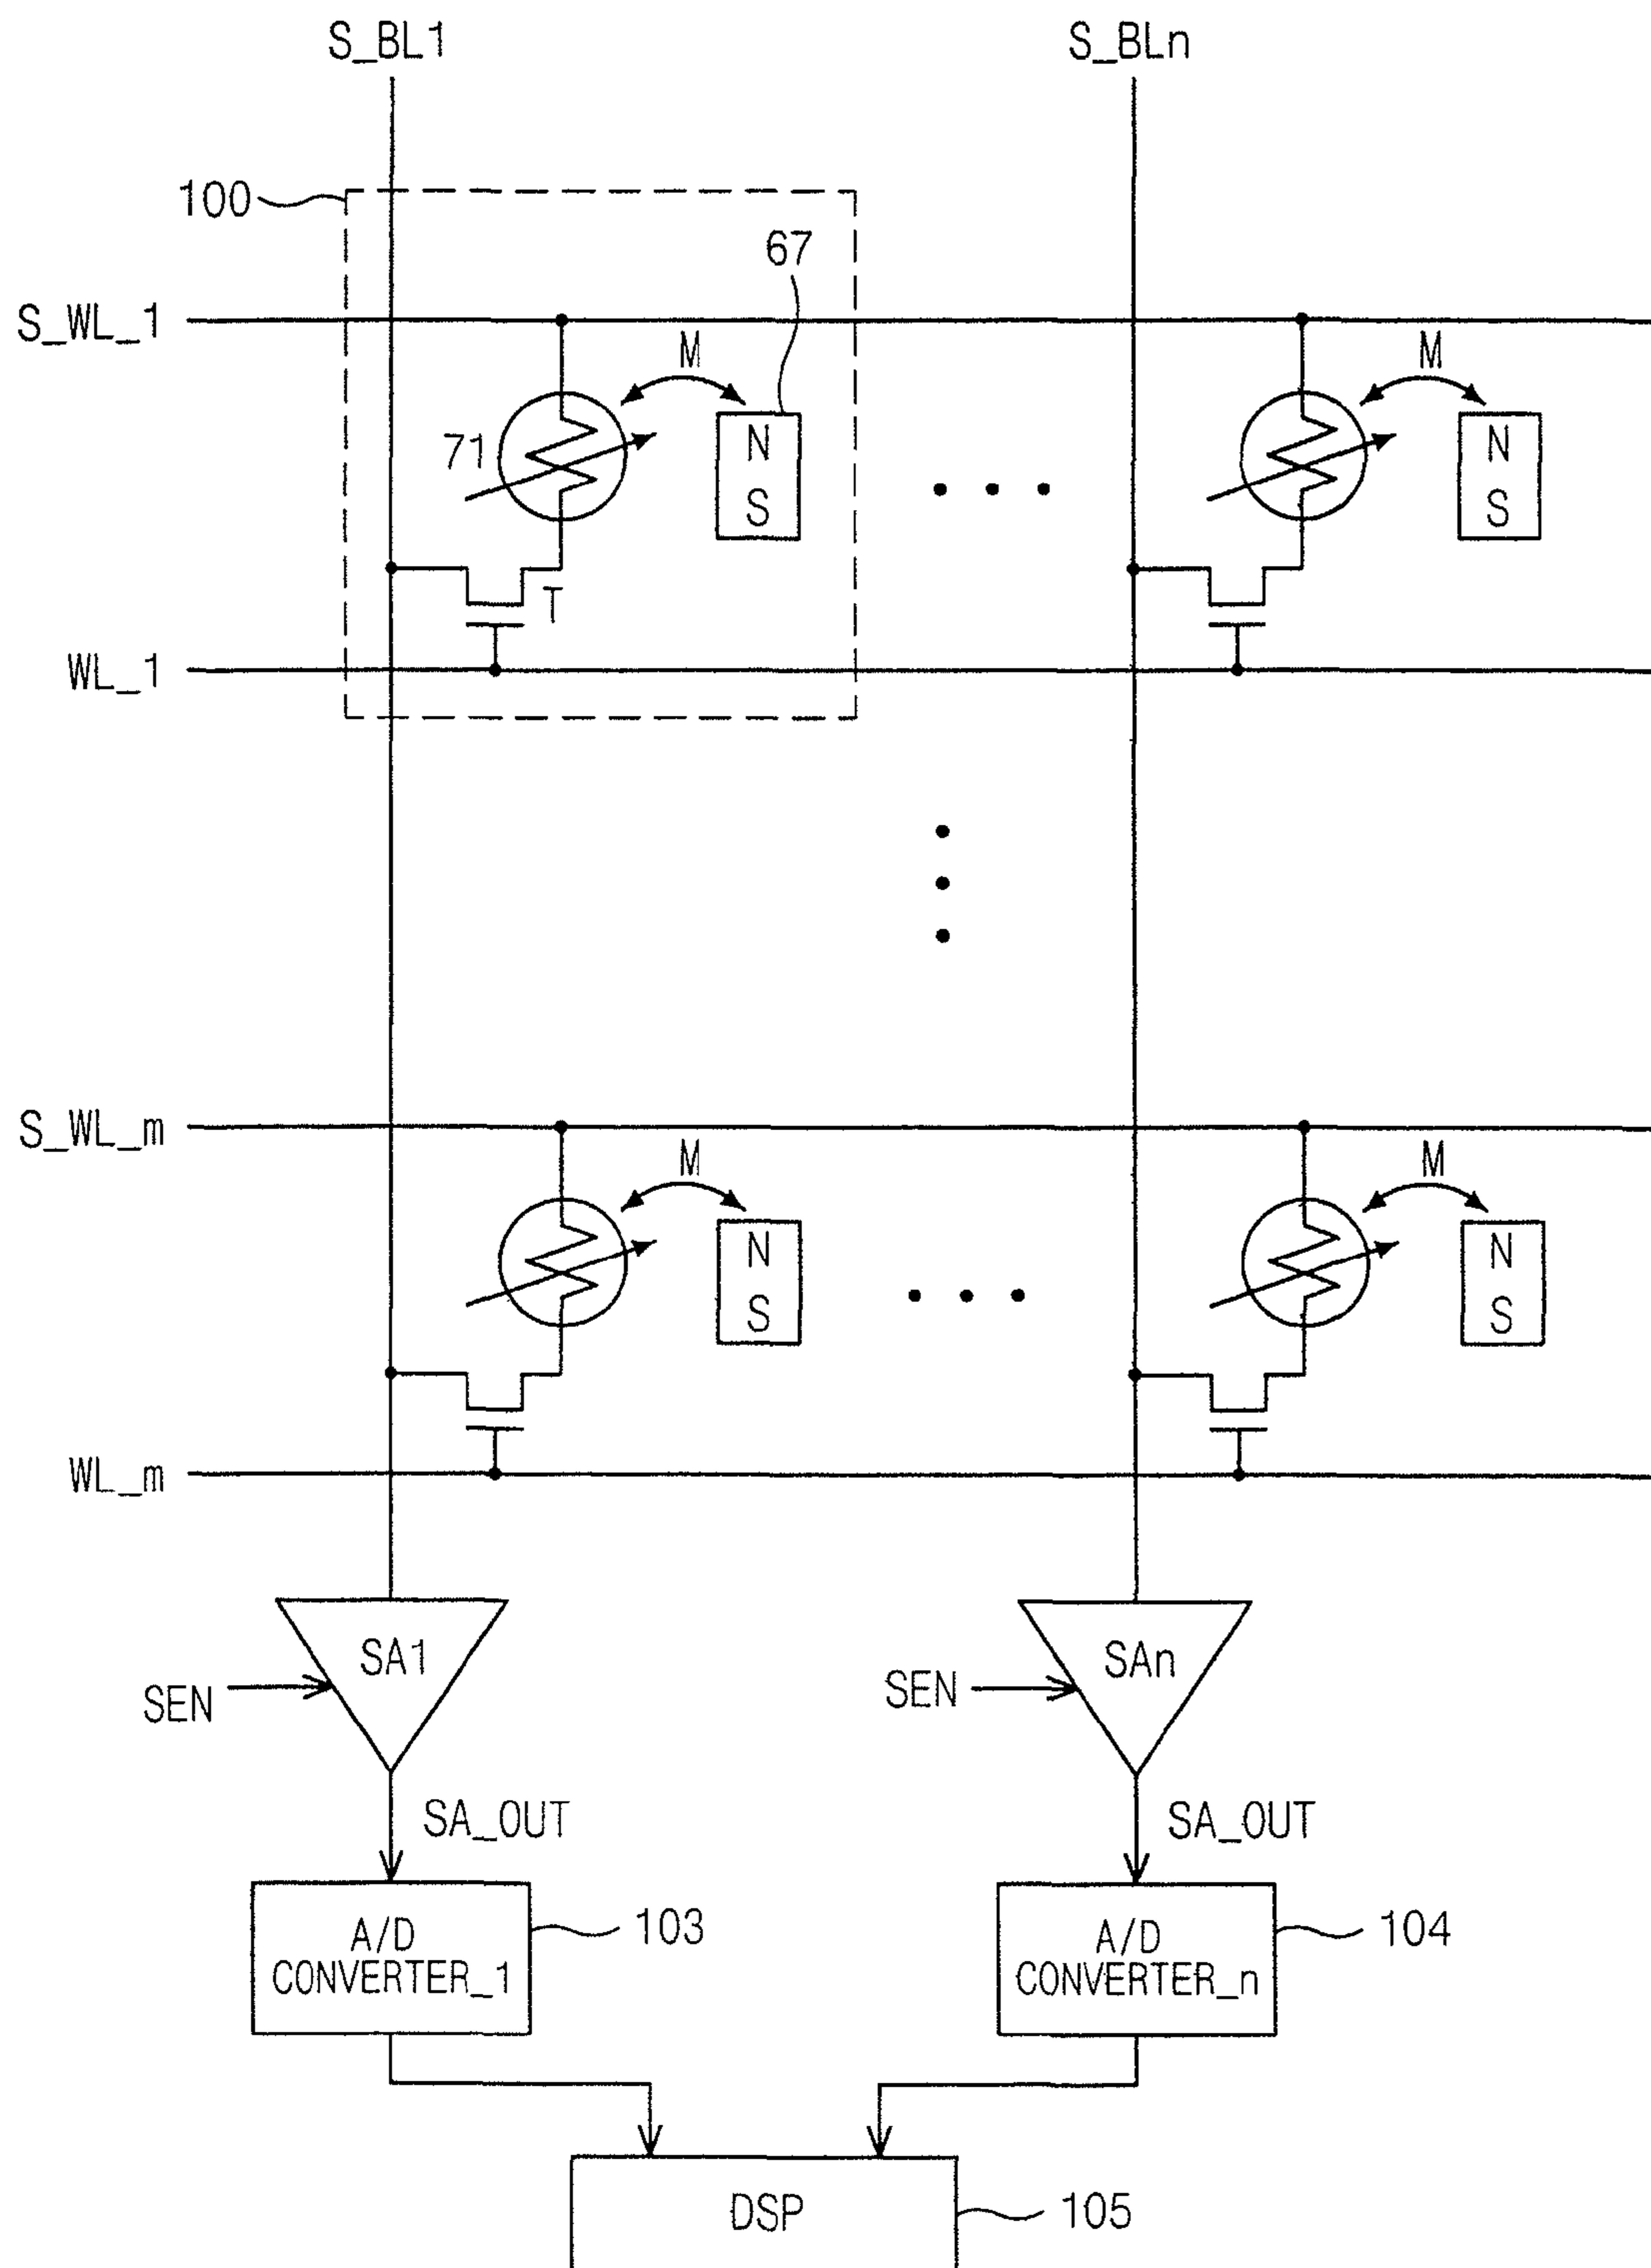 S_BL1
S_BLn
100
67
S_WL_1
M
M
71
N
S
N
S
T
WL_1
S_WL_m
M
M
N
S
N
S
WL_m
SA1
SAn
SEN
SEN
SA_OUT
SA_OUT
A/D
CONVERTER_1
103
A/D
CONVERTER_n
104
DSP
105